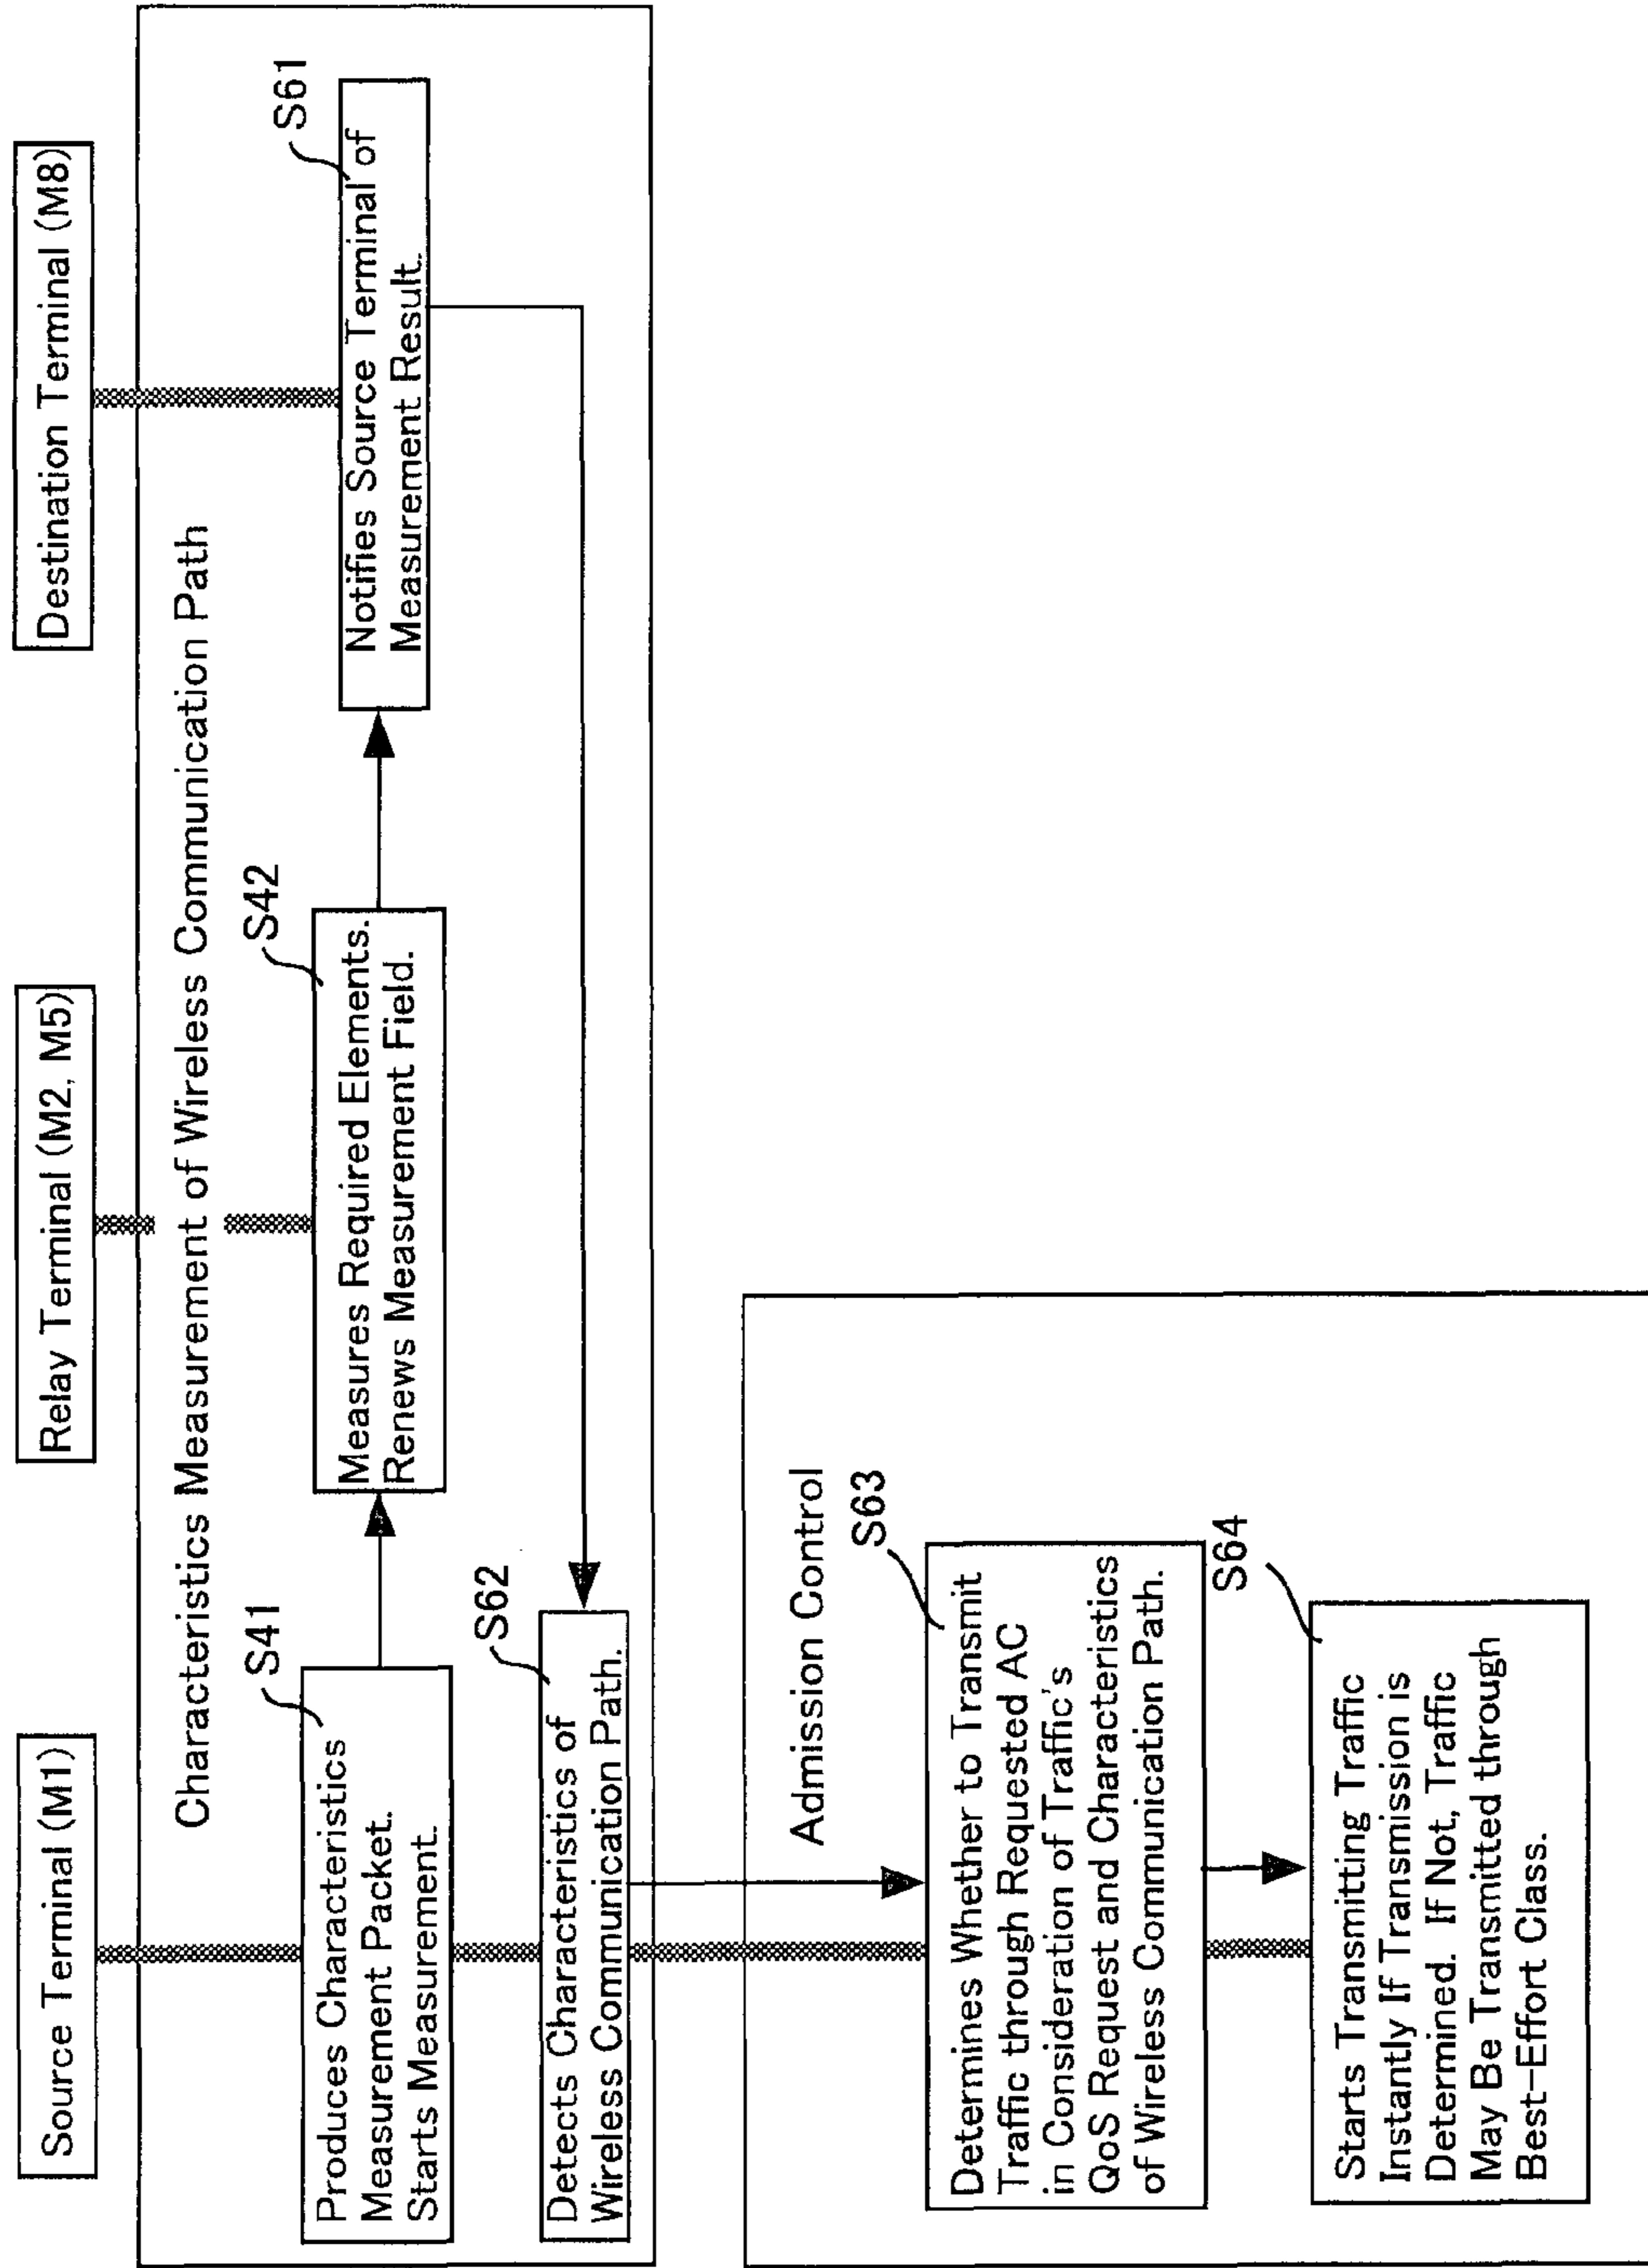 Source Terminal (M1)
Relay Terminal (M2, M5)
Destination Terminal (M8)
Characteristics Measurement of Wireless Communication Path
S41
Produces Characteristics
Measurement Packet.
Starts Measurement.
S42
Measures Required Elements.
Renews Measurement Field.
S61
Notifies Source Terminal of
Measurement Result.
S62
Detects Characteristics of
Wireless Communication Path.
Admission Control
S63
Determines Whether to Transmit
Traffic through Requested AC
in Consideration of Traffic's
QoS Request and Characteristics
of Wireless Communication Path.
S64
Starts Transmitting Traffic
Instantly If Transmission is
Determined. If Not, Traffic
May Be Transmitted through
Best-Effort Class.